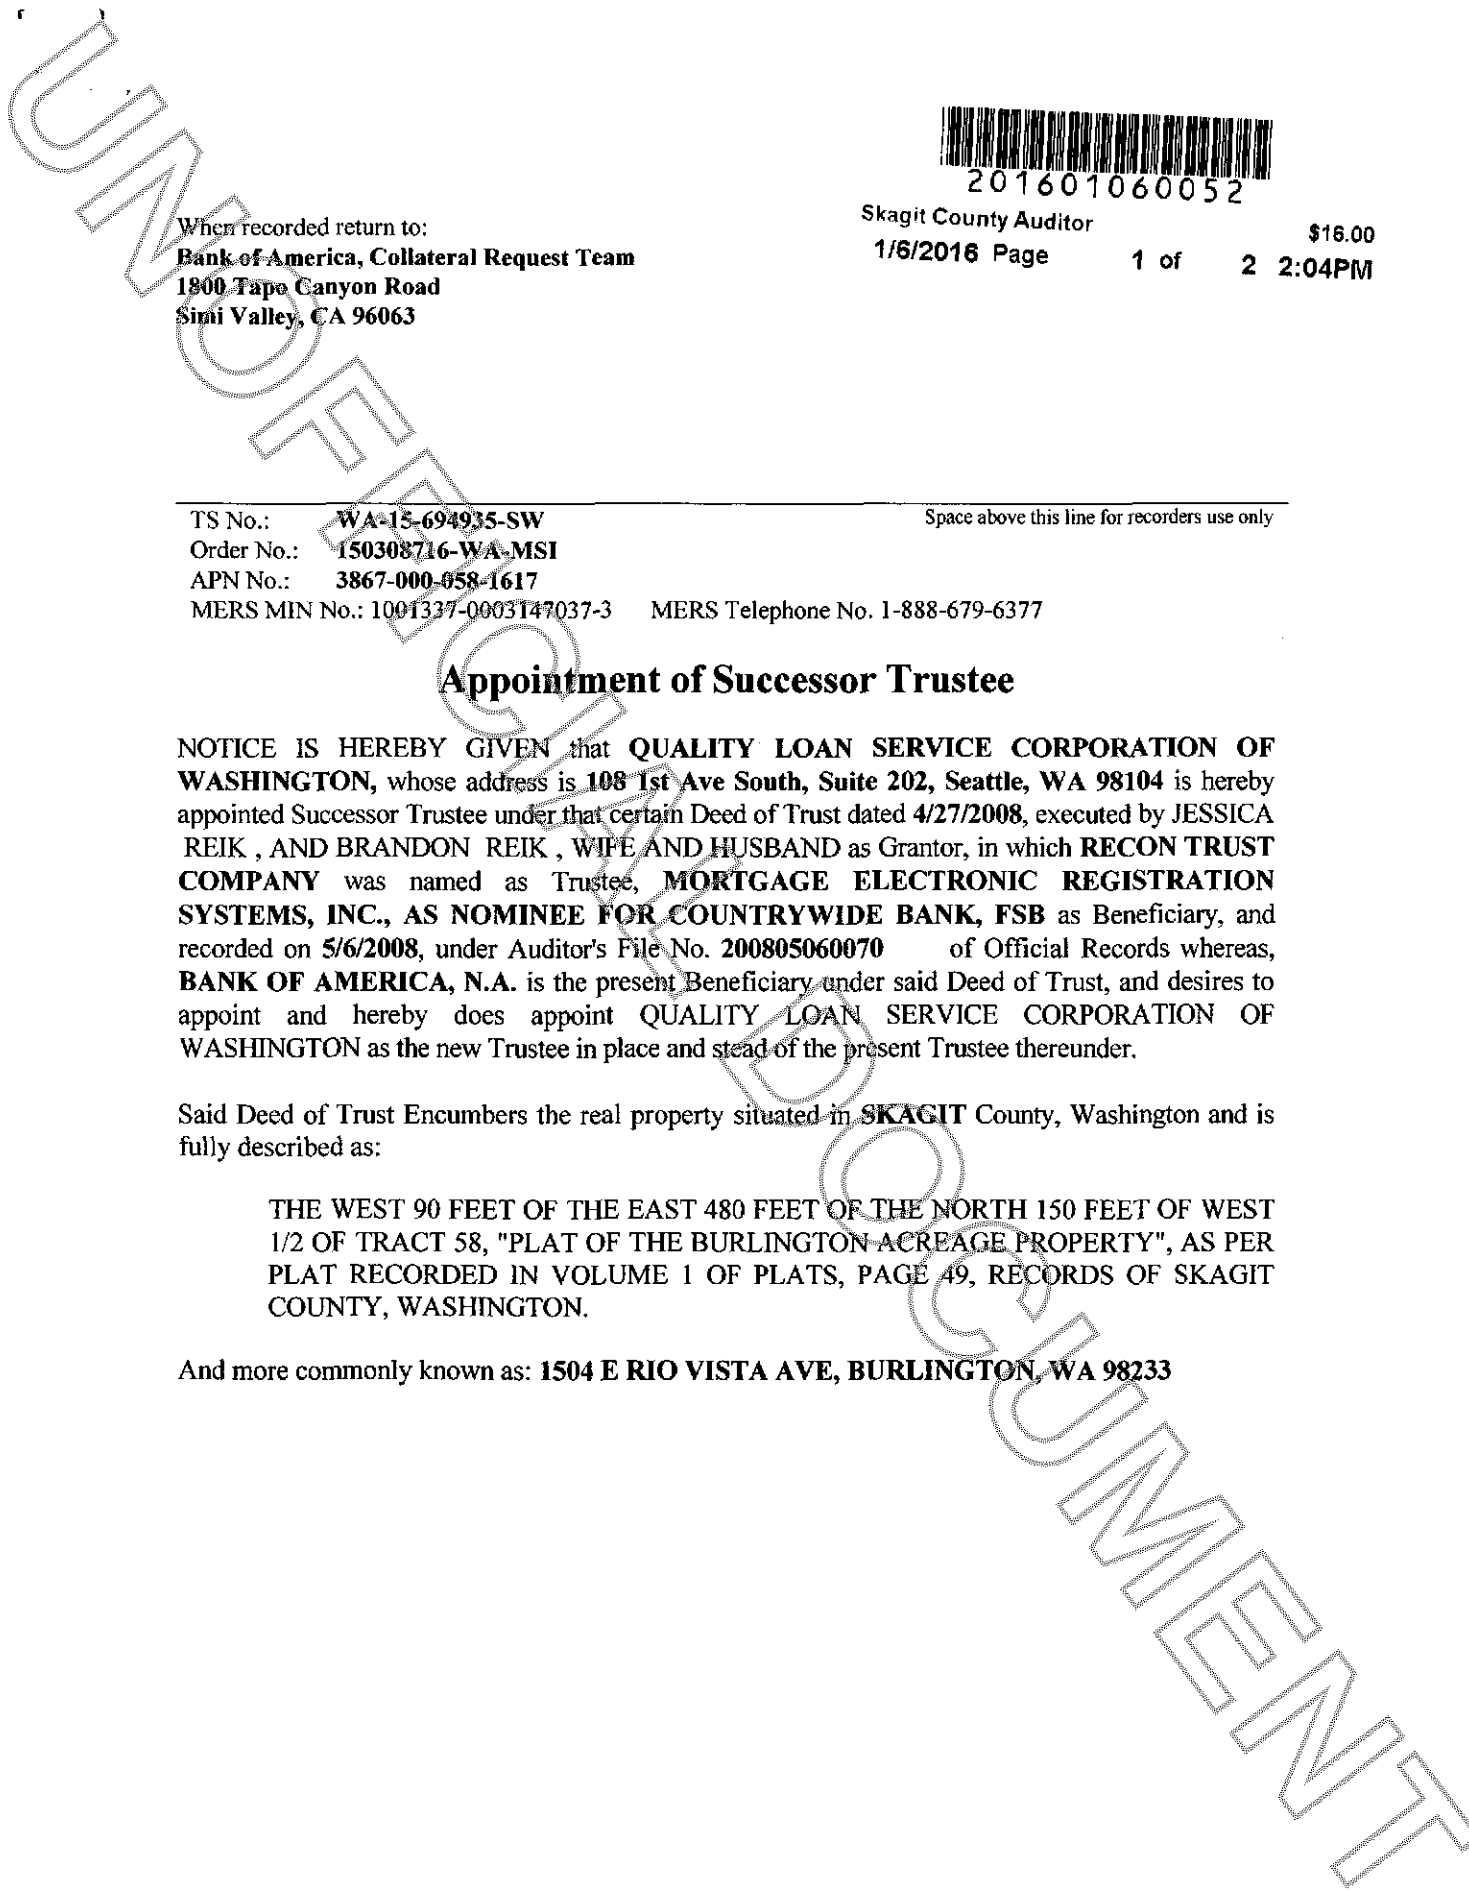 201601060052
Skagit County Auditor $16.00
1/6/2016 Page 1 of 2 2:04PM
When recorded return to:
Bank of America, Collateral Request Team
1800 Tapo Canyon Road
Simi Valley, CA 96063
TS No.: WA-15-694935-SW Space above this line for recorders use only
Order No.: 150308716-WA-MSI
APN No.: 3867-000-058-1617
MERS MIN No.: 1001337-0003147037-3 MERS Telephone No. 1-888-679-6377
Appointment of Successor Trustee
NOTICE IS HEREBY GIVEN that QUALITY LOAN SERVICE CORPORATION OF
WASHINGTON, whose address is 108 1st Ave South, Suite 202, Seattle, WA 98104 is hereby
appointed Successor Trustee under that certain Deed of Trust dated 4/27/2008, executed by JESSICA
REIK , AND BRANDON REIK , WIFE AND HUSBAND as Grantor, in which RECON TRUST
COMPANY was named as Trustee, MORTGAGE ELECTRONIC REGISTRATION
SYSTEMS, INC., AS NOMINEE FOR COUNTRYWIDE BANK, FSB as Beneficiary, and
recorded on 5/6/2008, under Auditor's File No. 200805060070 of Official Records whereas,
BANK OF AMERICA, N.A. is the present Beneficiary under said Deed of Trust, and desires to
appoint and hereby does appoint QUALITY LOAN SERVICE CORPORATION OF
WASHINGTON as the new Trustee in place and stead of the present Trustee thereunder.
Said Deed of Trust Encumbers the real property situated in SKAGIT County, Washington and is
fully described as:
THE WEST 90 FEET OF THE EAST 480 FEET OF THE NORTH 150 FEET OF WEST
1/2 OF TRACT 58, "PLAT OF THE BURLINGTON ACREAGE PROPERTY", AS PER
PLAT RECORDED IN VOLUME 1 OF PLATS, PAGE 49, RECORDS OF SKAGIT
COUNTY, WASHINGTON.
And more commonly known as: 1504 E RIO VISTA AVE, BURLINGTON, WA 98233
UNOFFICIAL DOCUMENT